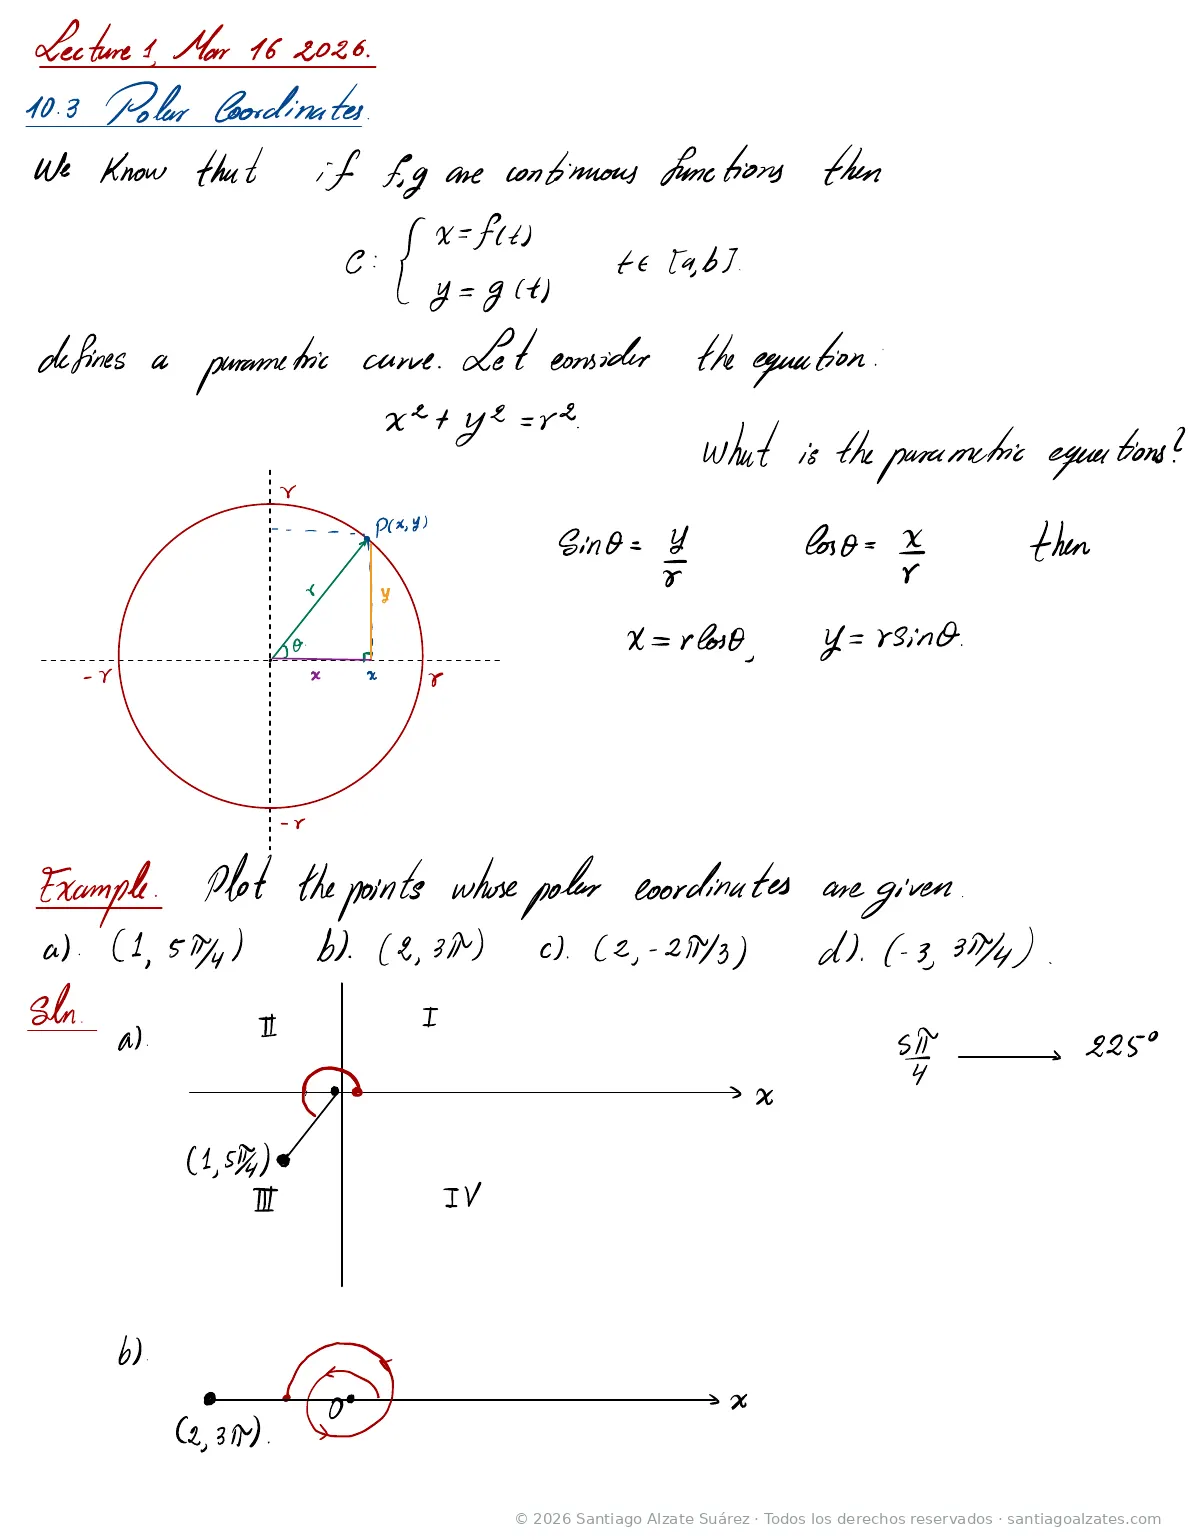 Lecture 1, Mar 16 2026.
10.3 Polar Coordinates.
We Know that if f,g are continuous functions then
C: { x = f(t)
y = g(t) t ∈ [a,b].
defines a parametric curve. Let consider the equation:
x² + y² = r².
What is the parametric equations?
r
P(x,y)
r
y
θ
-r
x
x
r
-r
Sinθ = y/r Cosθ = x/r then
x = rCosθ, y = rSinθ.
Example. Plot the points whose polar coordinates are given.
a). (1, 5π/4) b). (2, 3π) c). (2, -2π/3) d). (-3, 3π/4).
Sln.
a).
II
I
5π/4 → 225°
x
(1, 5π/4)
III
IV
b).
0
x
(2, 3π).
© 2026 Santiago Alzate Suárez · Todos los derechos reservados · santiagoalzates.com